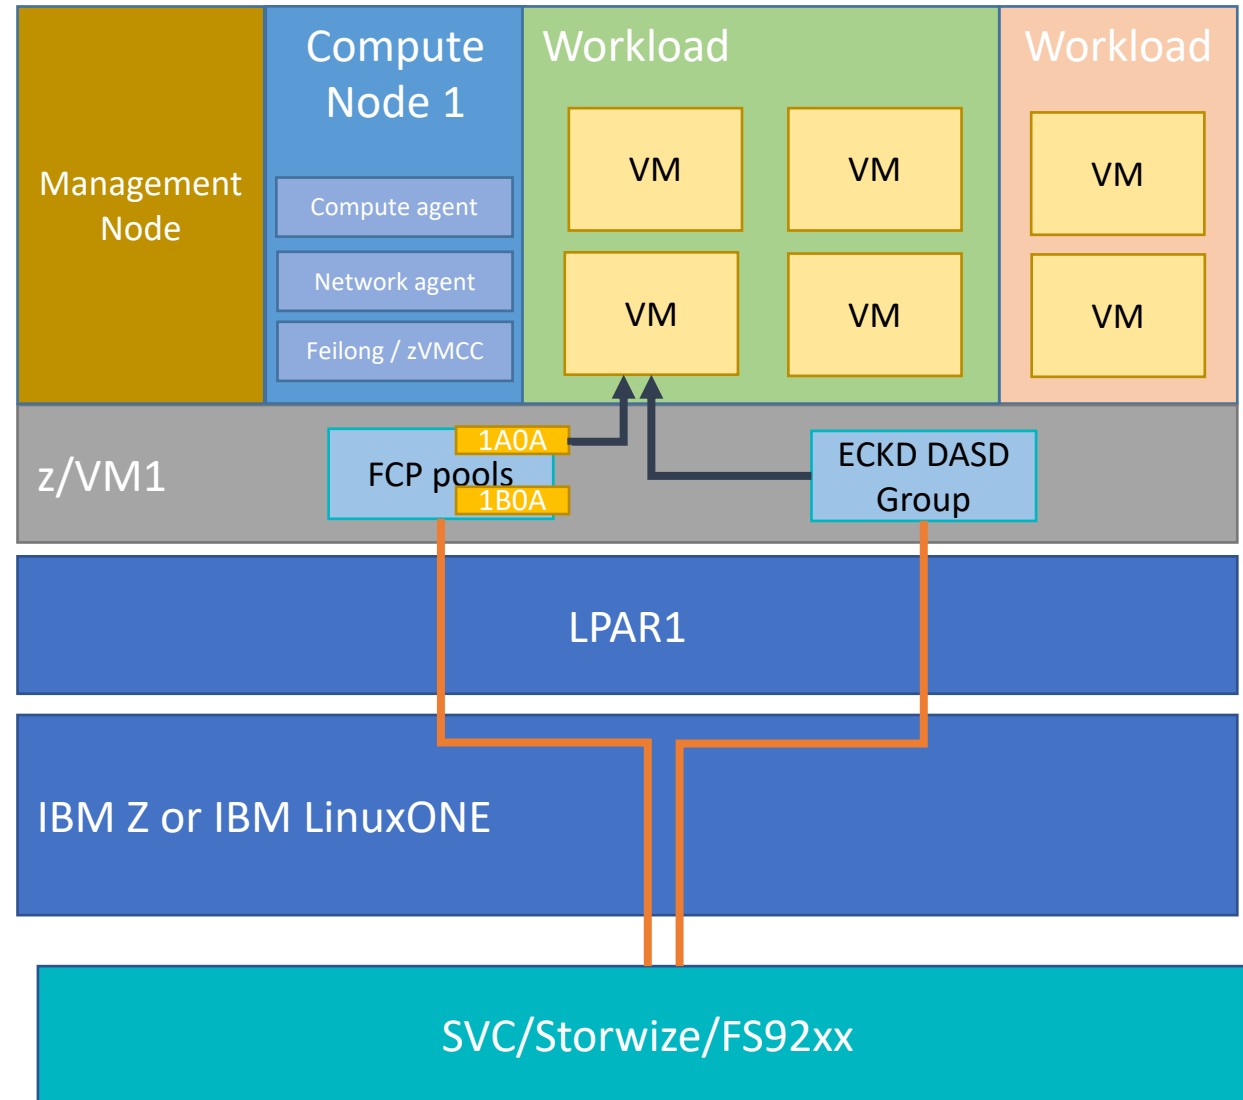 Management
Node
Compute
Node 1
Compute agent
Network agent
Feilong / zVMCC
Workload
VM
VM
VM
VM
Workload
VM
VM
z/VM1
FCP pools
1A0A
1B0A
ECKD DASD
Group
LPAR1
IBM Z or IBM LinuxONE
SVC/Storwize/FS92xx